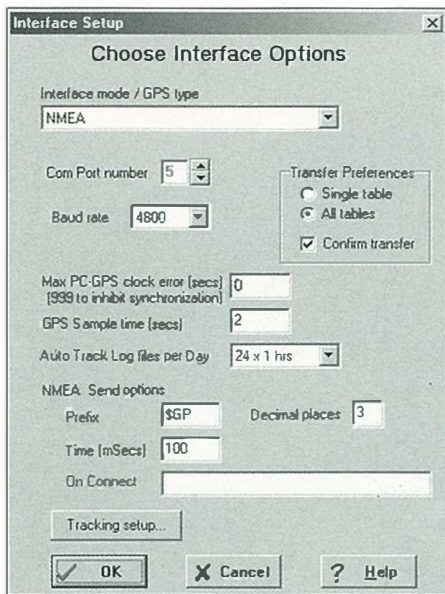 Interface Setup
Choose Interface Options
Interface mode / GPS type
NMEA
Com Port number 5
Baud rate 4800
Transfer Preferences
Single table
All tables
Confirm transfer
Max PC-GPS clock error (secs)
(999 to inhibit synchronization)
0
GPS Sample time (secs) 2
Auto Track Log files per Day 24 x 1 hrs
NMEA Send options
Prefix $GP Decimal places 3
Time (mSecs) 100
On Connect
Tracking setup...
OK Cancel ? Help